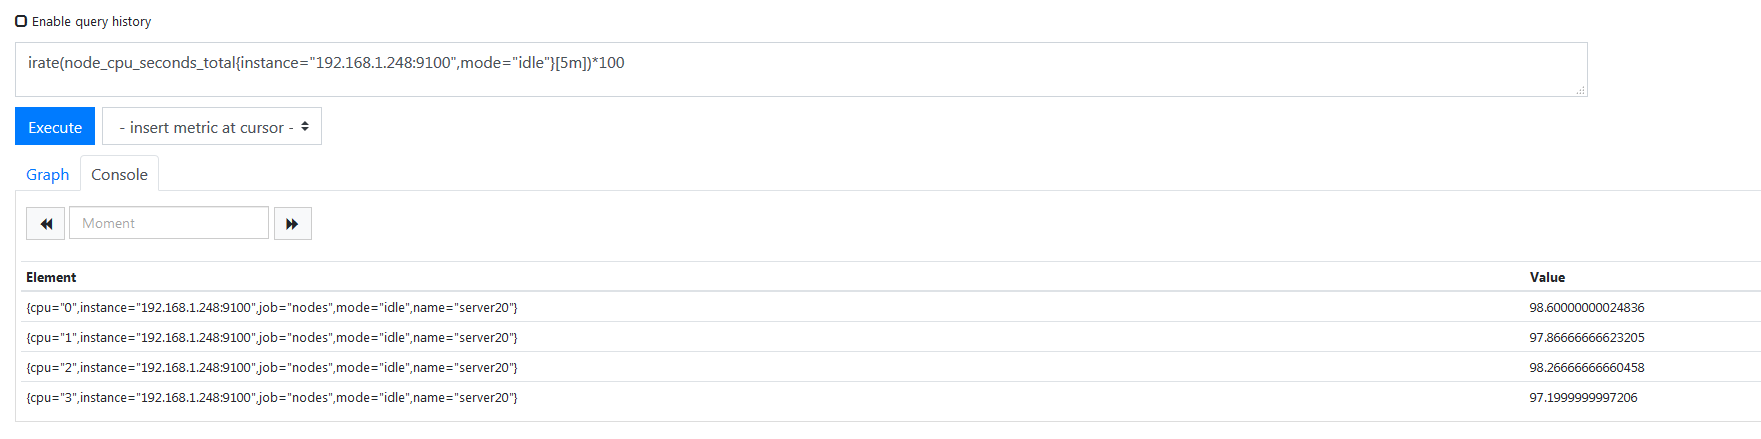 Enable query history
irate(node_cpu_seconds_total{instance="192.168.1.248:9100",mode="idle"}[5m])*100
Execute - insert metric at cursor -
Graph Console
Moment
Element Value
{cpu="0",instance="192.168.1.248:9100",job="nodes",mode="idle",name="server20"} 98.60000000024836
{cpu="1",instance="192.168.1.248:9100",job="nodes",mode="idle",name="server20"} 97.86666666623205
{cpu="2",instance="192.168.1.248:9100",job="nodes",mode="idle",name="server20"} 98.26666666660458
{cpu="3",instance="192.168.1.248:9100",job="nodes",mode="idle",name="server20"} 97.1999999997206